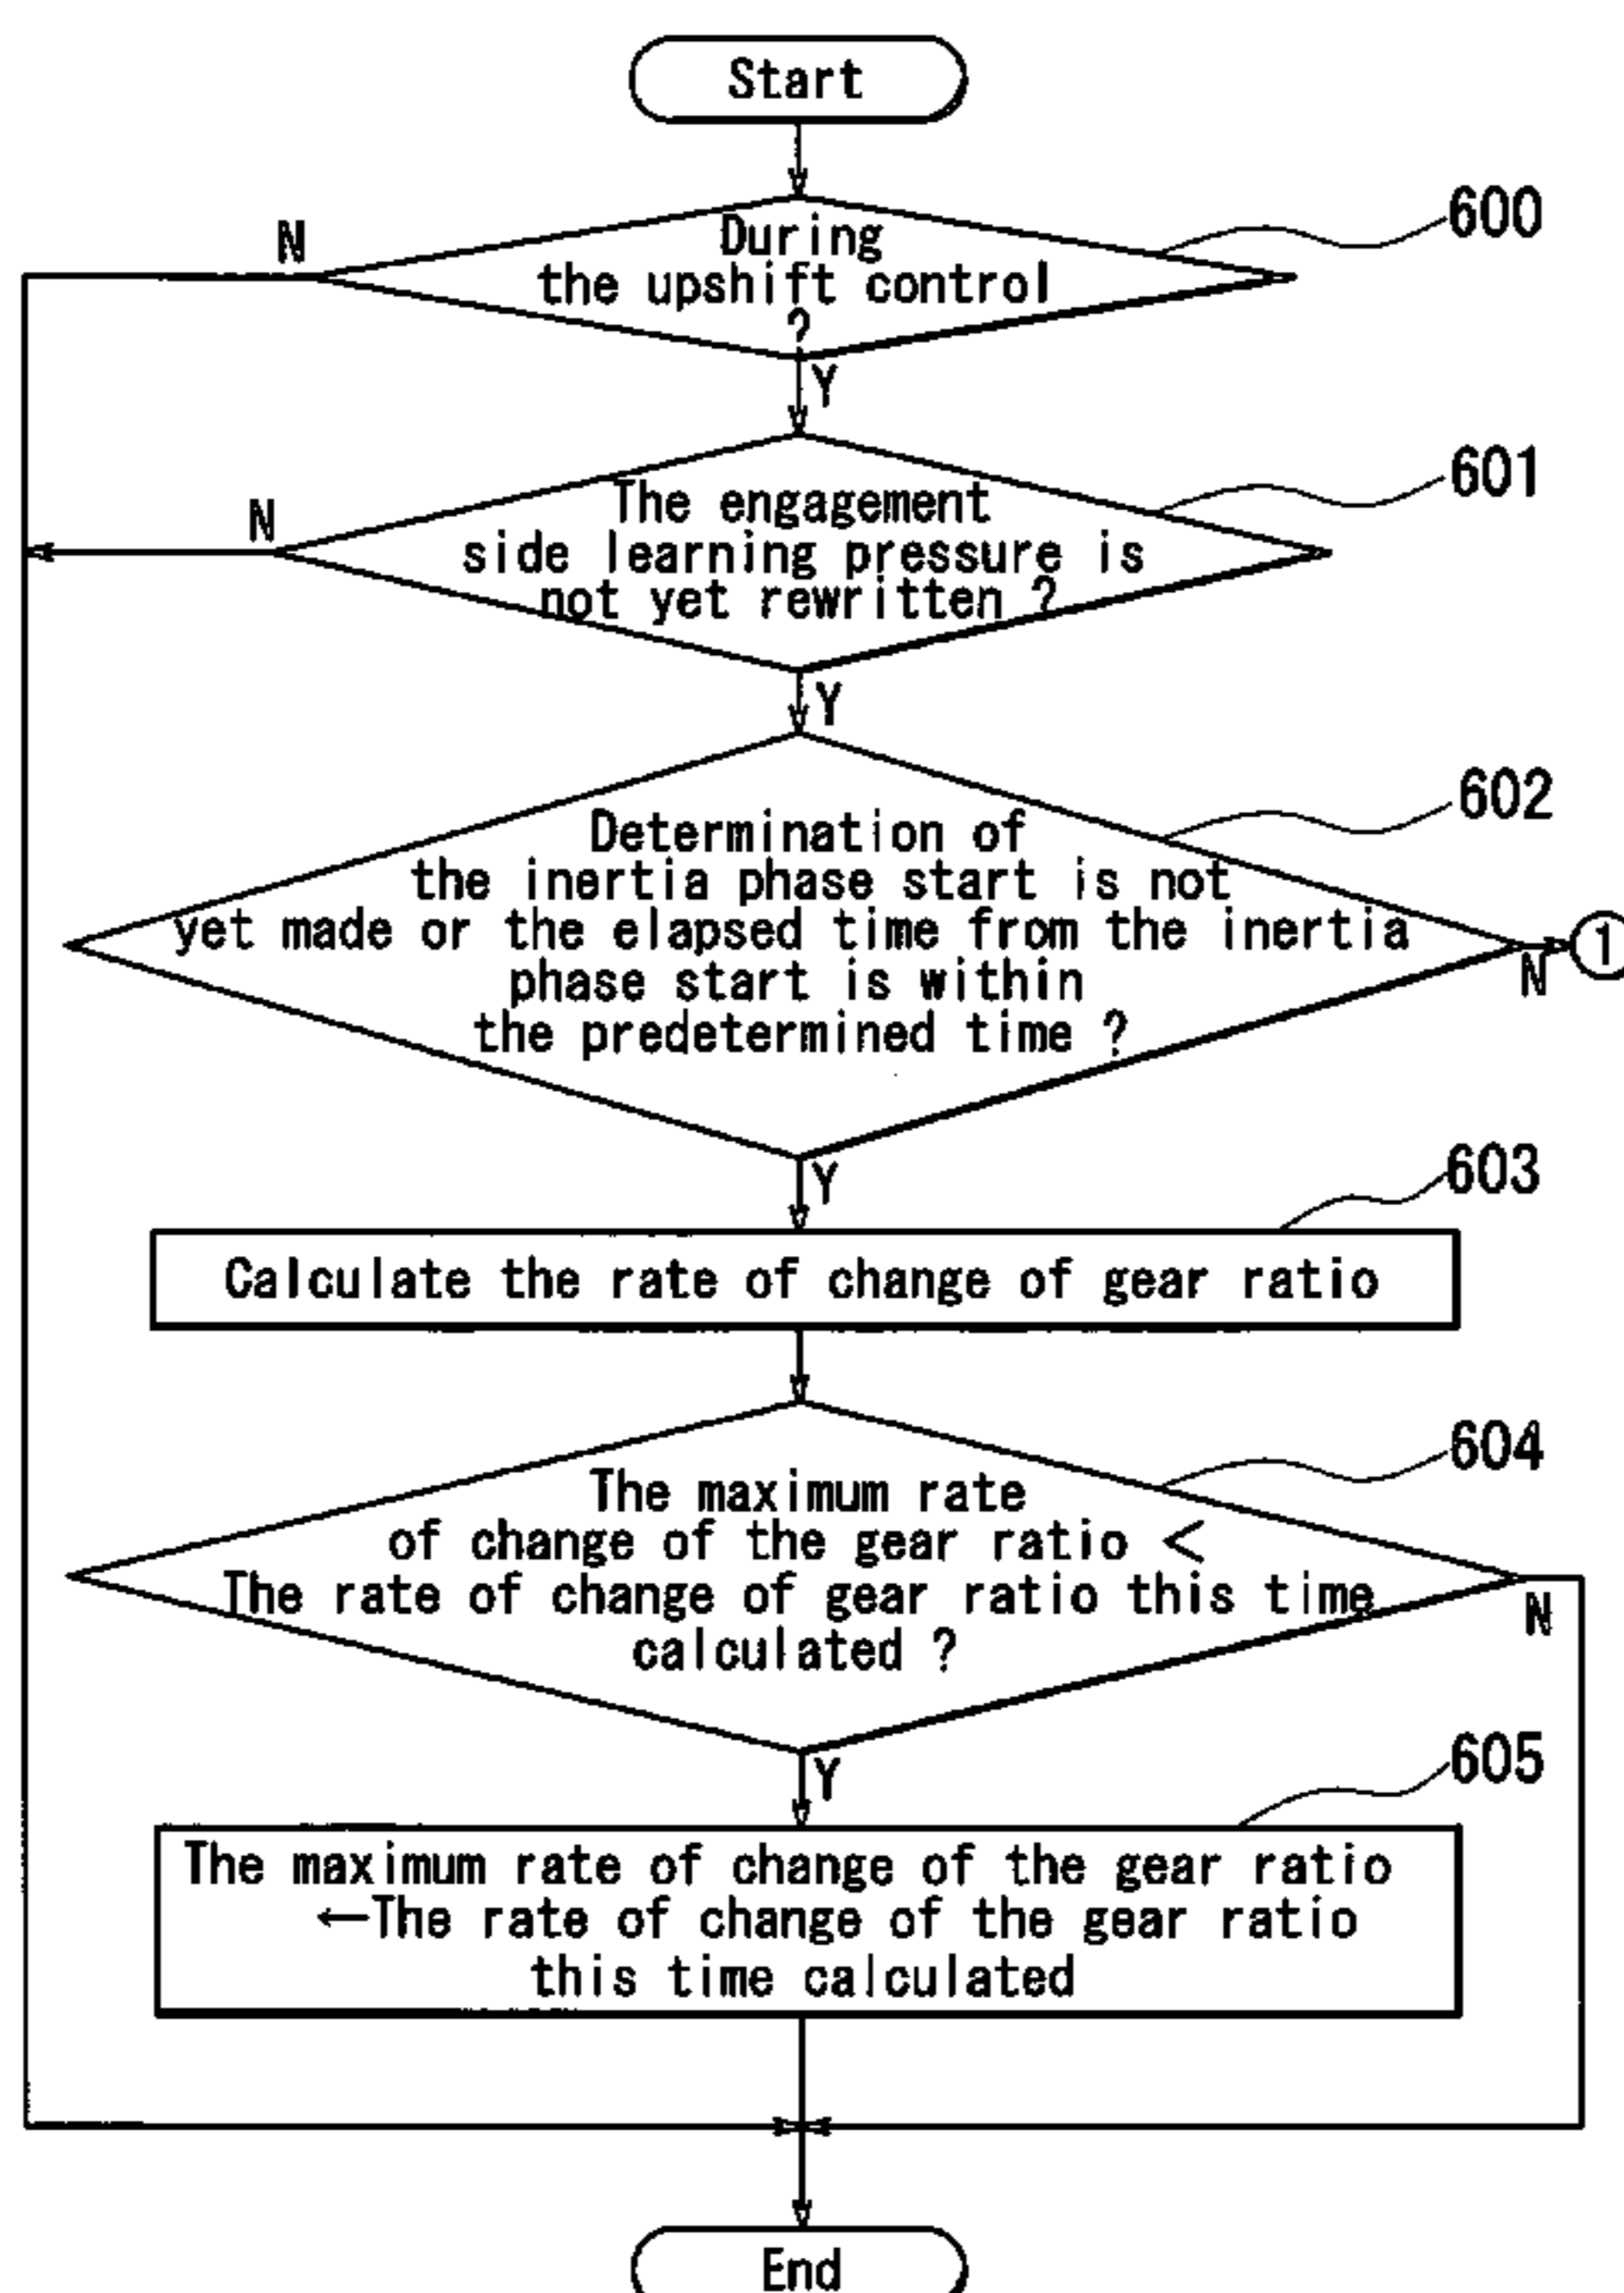 Start
600
N
During
the upshift control
?
Y
601
N
The engagement
side learning pressure is
not yet rewritten ?
Y
602
Determination of
the inertia phase start is not
yet made or the elapsed time from the inertia
phase start is within
the predetermined time ?
N
1
Y
603
Calculate the rate of change of gear ratio
604
The maximum rate
of change of the gear ratio <
The rate of change of gear ratio this time
calculated ?
N
Y
605
The maximum rate of change of the gear ratio
←The rate of change of the gear ratio
this time calculated
End